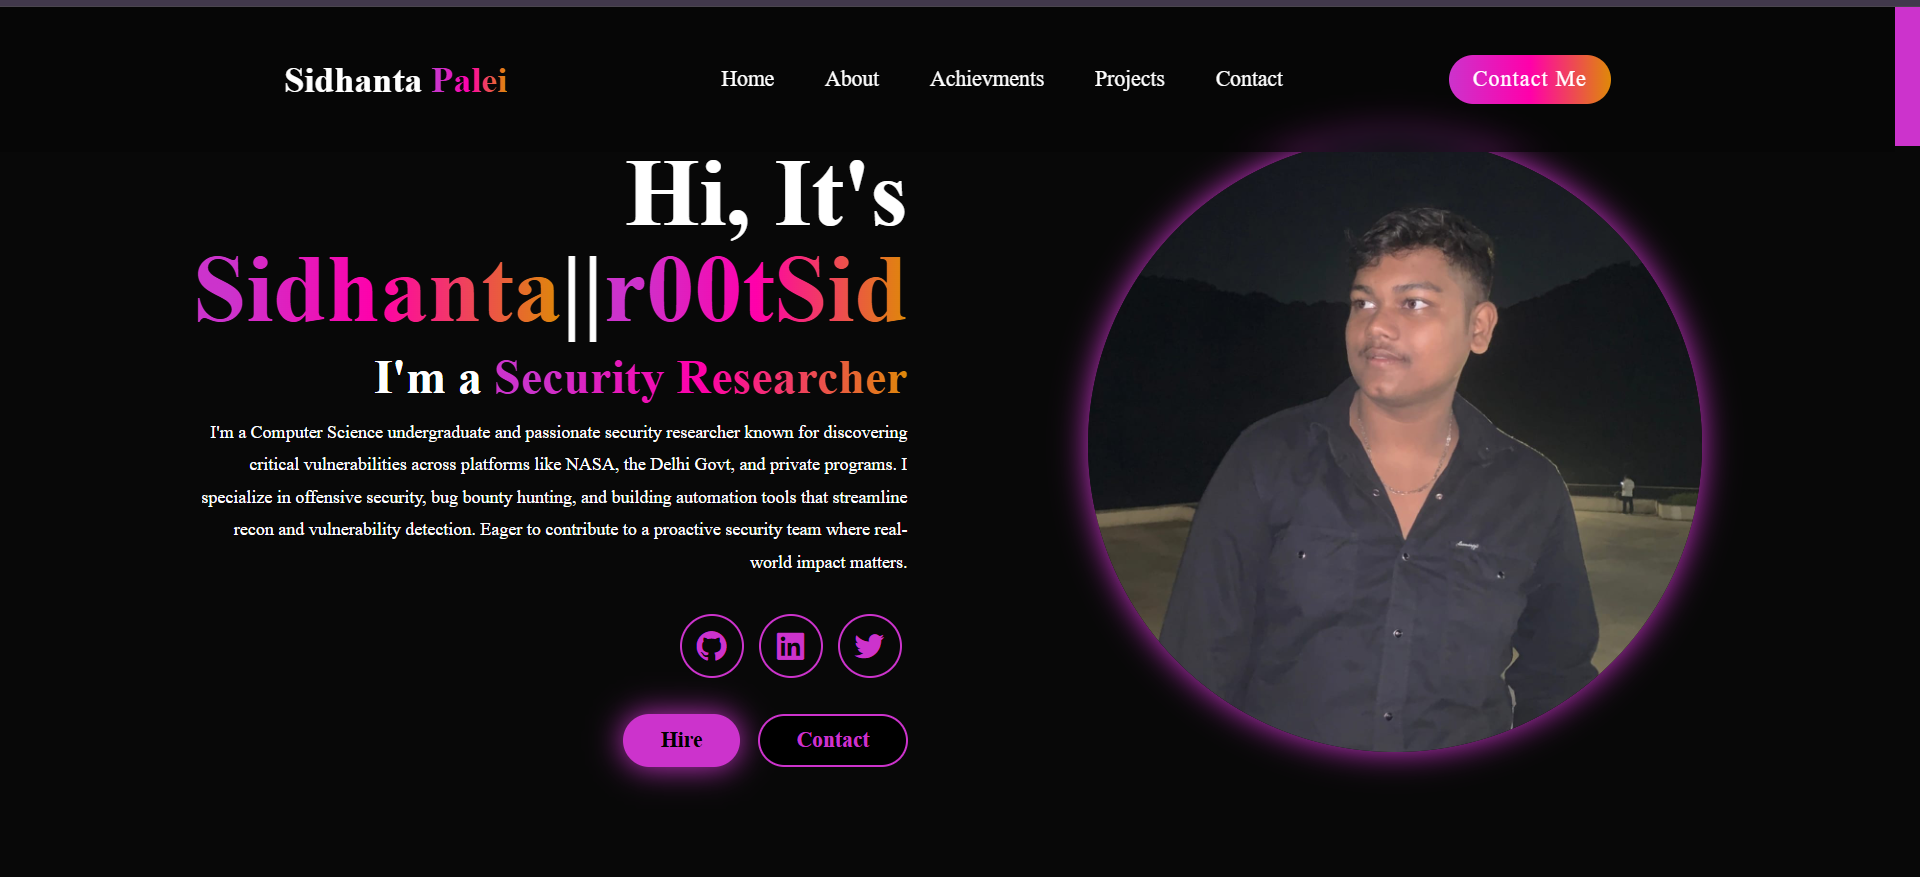 Sidhanta Palei
Home
About
Achievments
Projects
Contact
Contact Me
Hi, It's
Sidhanta||r00tSid
I'm a Security Researcher
I'm a Computer Science undergraduate and passionate security researcher known for discovering
critical vulnerabilities across platforms like NASA, the Delhi Govt, and private programs. I
specialize in offensive security, bug bounty hunting, and building automation tools that streamline
recon and vulnerability detection. Eager to contribute to a proactive security team where real-
world impact matters.
in
Hire
Contact